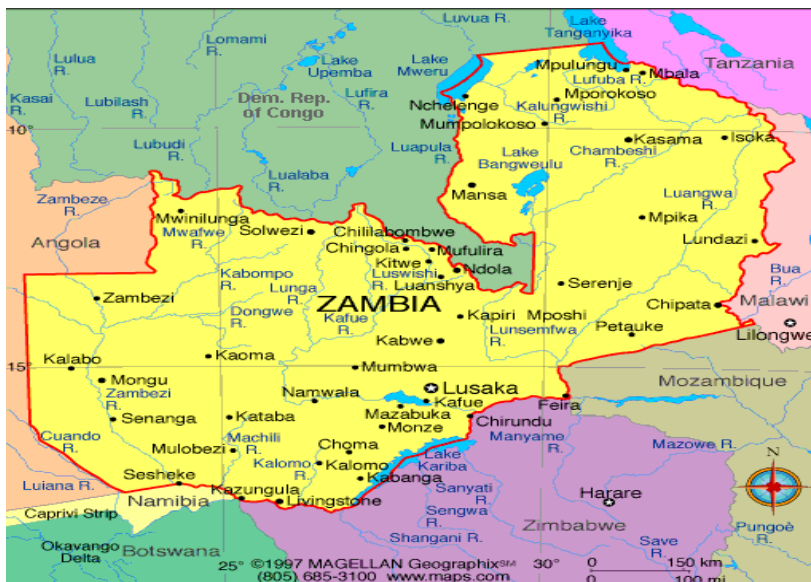 Lulua R.
Lomami R.
Luvua R.
Lake Tanganyika
Tanzania
Kasai R.
Lubilash R.
Lake Upemba
Lufira R.
Lake Mweru
Mpulungu
Lufuba R.
Mbala
Dem. Rep. of Congo
Nchelenge
Kalungwishi R.
Mporokoso
Mumpolokoso
10°
Lubudi R.
Luapula R.
Lake Bangweulu
Chambeshi R.
Kasama
Isoka
Lualaba R.
Mansa
Luangwa R.
Zambeze R.
Mwinilunga
Mwafwe R.
Solwezi
Chililabombwe
Chingola
Mufulira
Mpika
Lundazi
Angola
Kitwe
Luswishi R.
Ndola
Luanshya
Kabompo R.
Lunga R.
Serenje
Bua R.
Malawi
Zambezi
Dongwe R.
ZAMBIA
Kafue R.
Kapiri
Mposhi
Lunsemfwa R.
Chipata
Petauke
Lilongwe
Kabwe
Kalabo
Kaoma
15°
Mumbwa
Mongu
Zambezi R.
Namwala
Lusaka
Kafue
Mozambique
Feira
Senanga
Kataba
Mazabuka
Monze
Chirundu
Manyame R.
Cuando R.
Machili R.
Mulobezi
Choma
Mazowe R.
N
Kalomo R.
Kalomo
Lake Kariba
Sesheke
Luiana R.
Kabanga
Sanyati R.
Harare
Namibia
Kazungula
Livingstone
Caprivi Strip
Sengwa R.
Zimbabwe
Shangani R.
Save R.
Pungoè R.
Okavango Delta
Botswana
25°
©1997 MAGELLAN Geographix℠
30°
0
150 km
(805) 685-3100 www.maps.com
0
100 mi